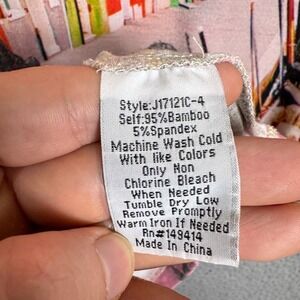 Style:J17121C-4
Self:95%Bamboo
5%Spandex
Machine Wash Cold
With like Colors
Only Non
Chlorine Bleach
When Needed
Tumble Dry Low
Remove Promptly
Warm Iron If Needed
Rn#149414
Made In China